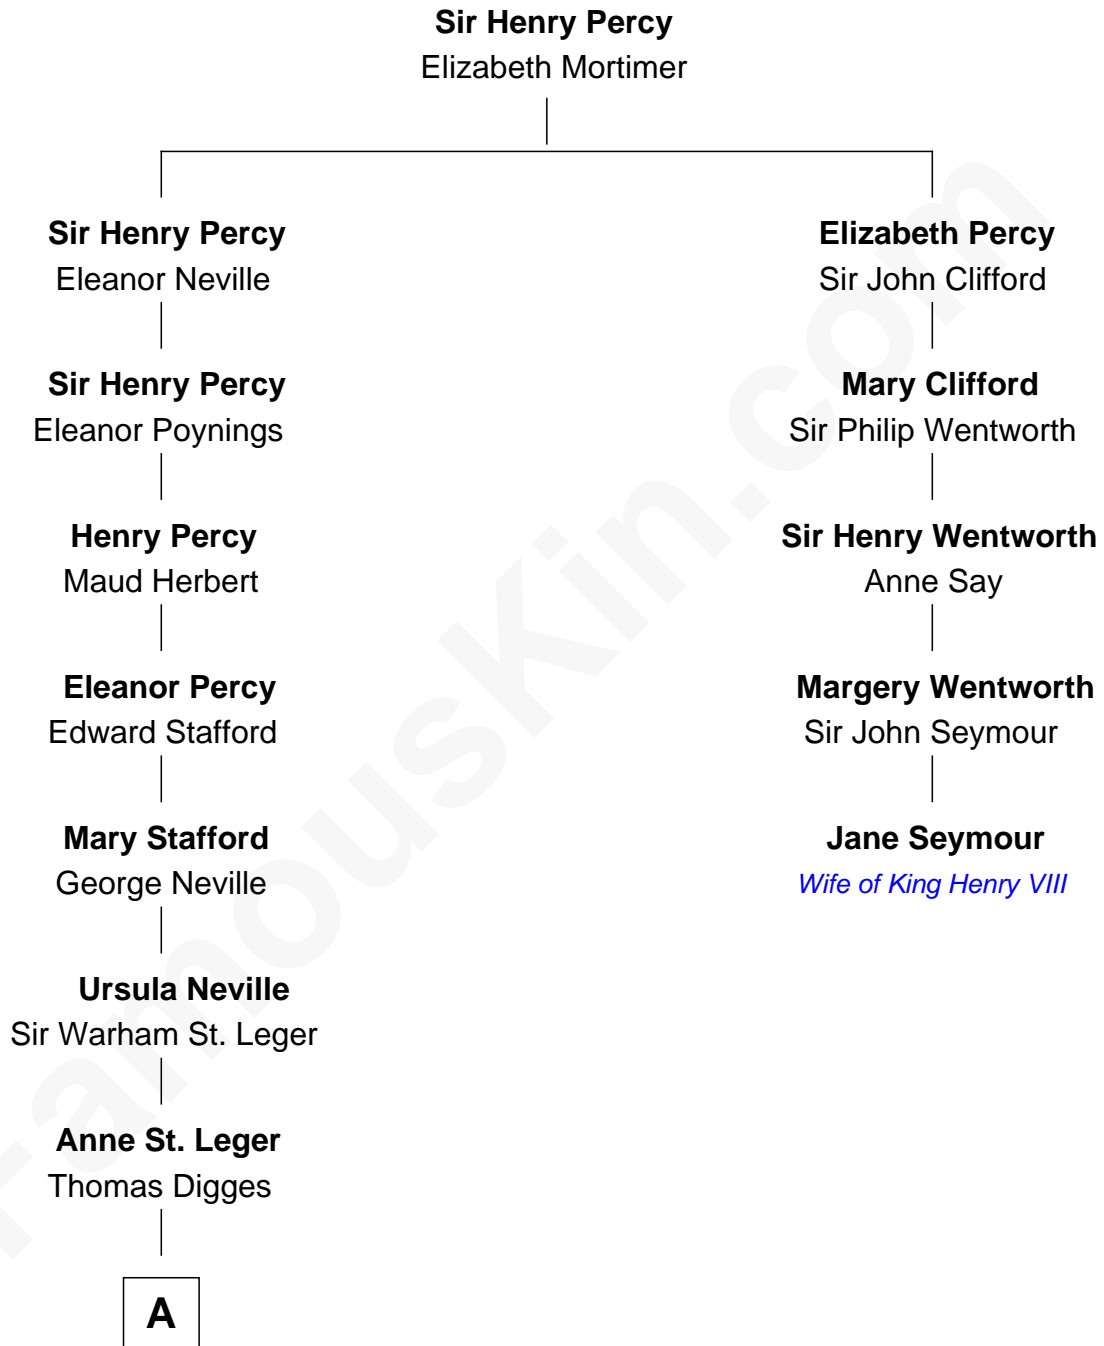 Sir Henry Percy
Elizabeth Mortimer
Sir Henry Percy
Eleanor Neville
Elizabeth Percy
Sir John Clifford
Sir Henry Percy
Eleanor Poynings
Mary Clifford
Sir Philip Wentworth
Henry Percy
Maud Herbert
Sir Henry Wentworth
Anne Say
Eleanor Percy
Edward Stafford
Margery Wentworth
Sir John Seymour
Mary Stafford
George Neville
Jane Seymour
Wife of King Henry VIII
Ursula Neville
Sir Warham St. Leger
Anne St. Leger
Thomas Digges
A
FamousKin.com